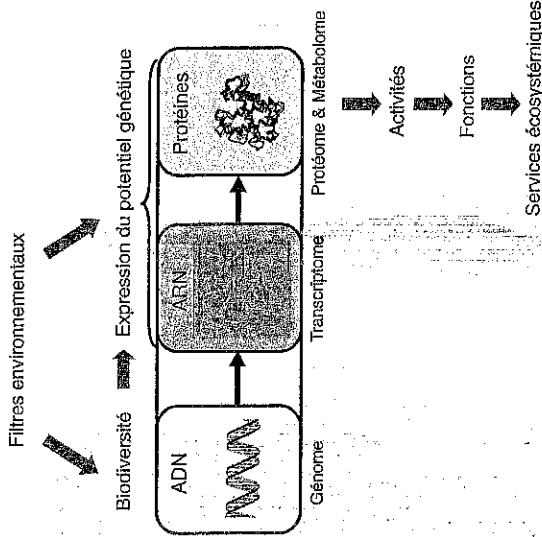 Filtres environnementaux
Biodiversité
Expression du potentiel génétique
ADN
ARN
Protéines
Génome
Transcriptome
Protéome & Métabolome
Activités
Fonctions
Services écosystémiques